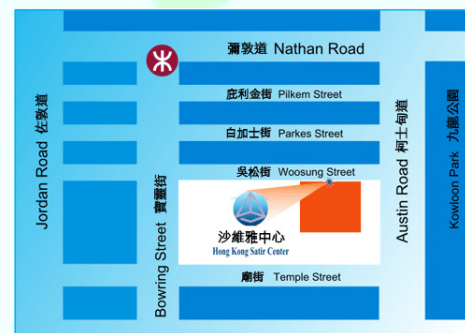 彌敦道 Nathan Road
庇利金街 Pilkem Street
白加士街 Parkes Street
吳松街 Woosung Street
沙維雅中心
Hong Kong Satir Center
廟街 Temple Street
Jordan Road 佐敦道
Bowring Street 寶靈街
Austin Road 柯士甸道
Kowloon Park 九龍公園